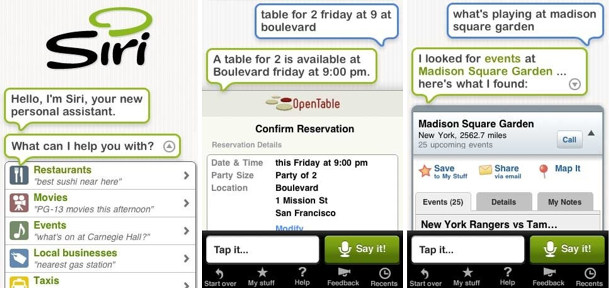 Siri
Hello, I'm Siri, your new
personal assistant.
What can I help you with?
Restaurants
"best sushi near here"
Movies
"PG-13 movies this afternoon"
Events
"what's on at Carnegie Hall?"
Local businesses
"nearest gas station"
Taxis
Tap it...
Say it!
Start over
My stuff
Help
Feedback
Recents
table for 2 friday at 9 at
boulevard
A table for 2 is available at
Boulevard friday at 9:00 pm.
OpenTable
Confirm Reservation
Reservation Details
Date & Time this Friday at 9:00 pm
Party Size Party of 2
Location Boulevard
1 Mission St
San Francisco
Modify
what's playing at madison
square garden
I looked for events at
Madison Square Garden ...
here's what I found:
Madison Square Garden
New York, 2562.7 miles
25 upcoming events
Call
Save
to My Stuff
Share
via email
Map It
Events (25)
Details
My Notes
New York Rangers vs Tam...
Tap it...
Say it!
Start over
My stuff
Help
Feedback
Recents